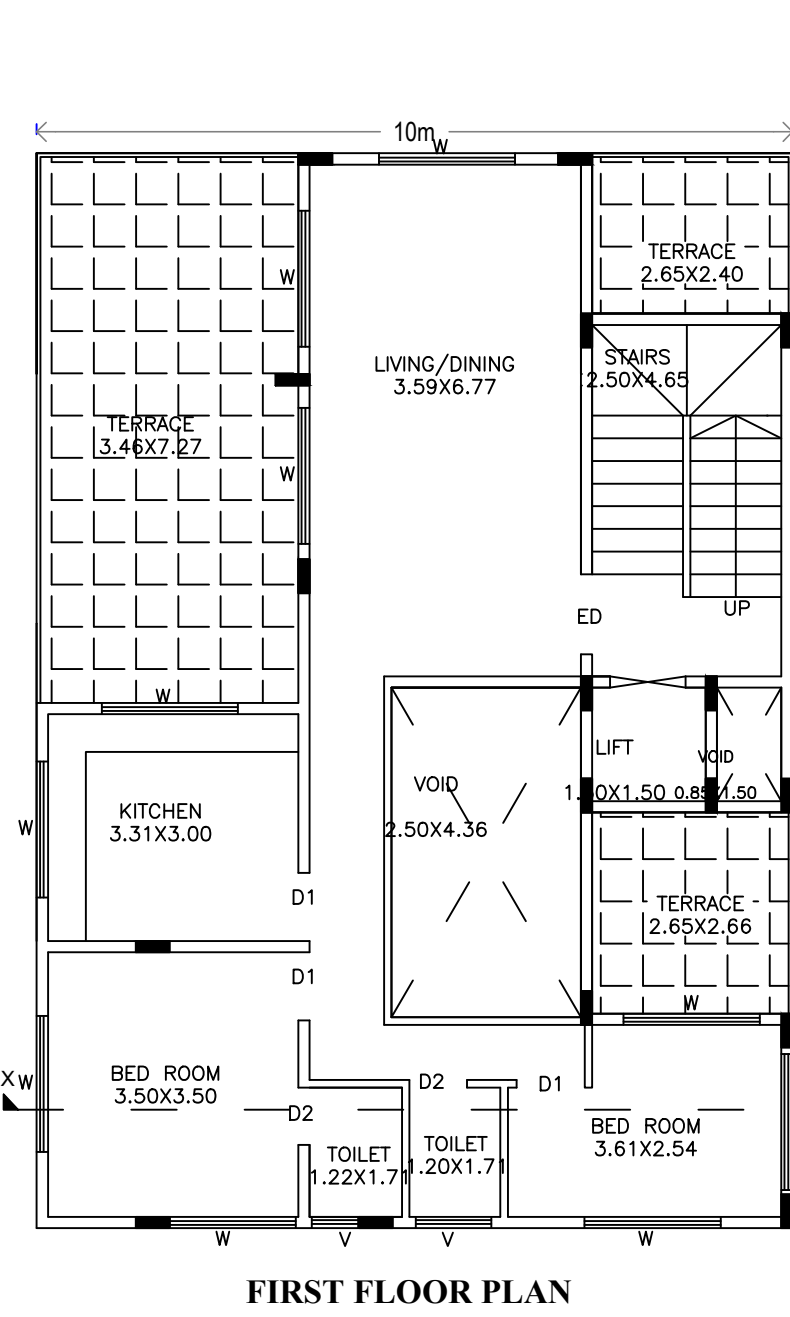 10m
W
TERRACE
2.65X2.40
W
STAIRS
2.50X4.65
LIVING/DINING
3.59X6.77
TERRACE
3.46X7.27
W
ED
UP
W
LIFT
1.50X1.50
VOID
0.85X1.50
VOID
2.50X4.36
KITCHEN
3.31X3.00
W
D1
TERRACE
2.65X2.66
D1
W
BED ROOM
3.50X3.50
X
W
D2
D1
D2
BED ROOM
3.61X2.54
TOILET
1.22X1.71
TOILET
1.20X1.71
W
V
V
W
FIRST FLOOR PLAN